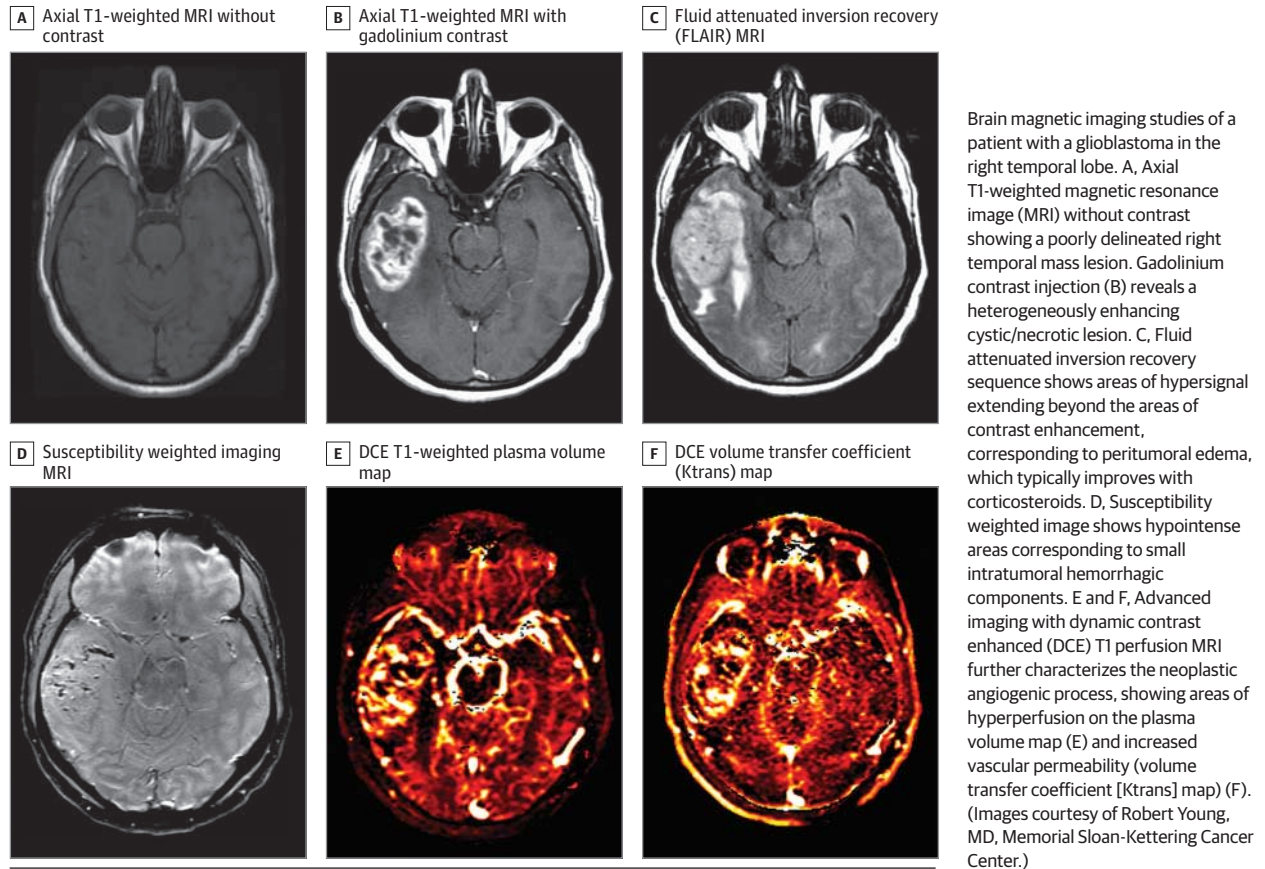 A Axial T1-weighted MRI without
contrast
B Axial T1-weighted MRI with
gadolinium contrast
C Fluid attenuated inversion recovery
(FLAIR) MRI
D Susceptibility weighted imaging
MRI
E DCE T1-weighted plasma volume
map
F DCE volume transfer coefficient
(Ktrans) map
Brain magnetic imaging studies of a
patient with a glioblastoma in the
right temporal lobe. A, Axial
T1-weighted magnetic resonance
image (MRI) without contrast
showing a poorly delineated right
temporal mass lesion. Gadolinium
contrast injection (B) reveals a
heterogeneously enhancing
cystic/necrotic lesion. C, Fluid
attenuated inversion recovery
sequence shows areas of hypersignal
extending beyond the areas of
contrast enhancement,
corresponding to peritumoral edema,
which typically improves with
corticosteroids. D, Susceptibility
weighted image shows hypointense
areas corresponding to small
intratumoral hemorrhagic
components. E and F, Advanced
imaging with dynamic contrast
enhanced (DCE) T1 perfusion MRI
further characterizes the neoplastic
angiogenic process, showing areas of
hyperperfusion on the plasma
volume map (E) and increased
vascular permeability (volume
transfer coefficient [Ktrans] map) (F).
(Images courtesy of Robert Young,
MD, Memorial Sloan-Kettering Cancer
Center.)